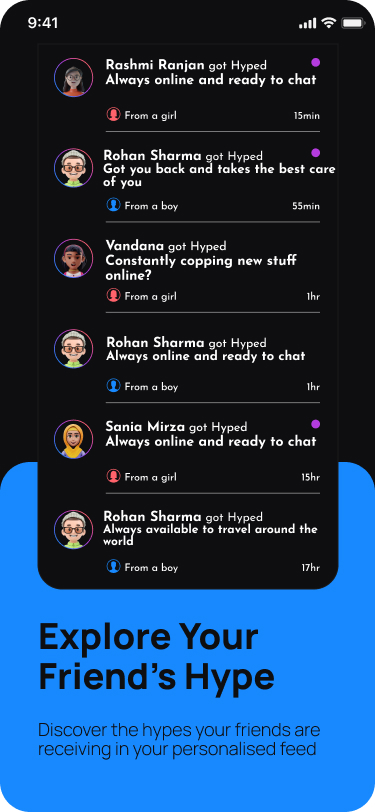 9:41
Rashmi Ranjan got Hyped
Always online and ready to chat
From a girl 15min
Rohan Sharma got Hyped
Got you back and takes the best care
of you
From a boy 55min
Vandana got Hyped
Constantly copping new stuff
online?
From a girl 1hr
Rohan Sharma got Hyped
Always online and ready to chat
From a boy 1hr
Sania Mirza got Hyped
Always online and ready to chat
From a girl 15hr
Rohan Sharma got Hyped
Always available to travel around the
world
From a boy 17hr
Explore Your
Friend's Hype
Discover the hypes your friends are
receiving in your personalised feed